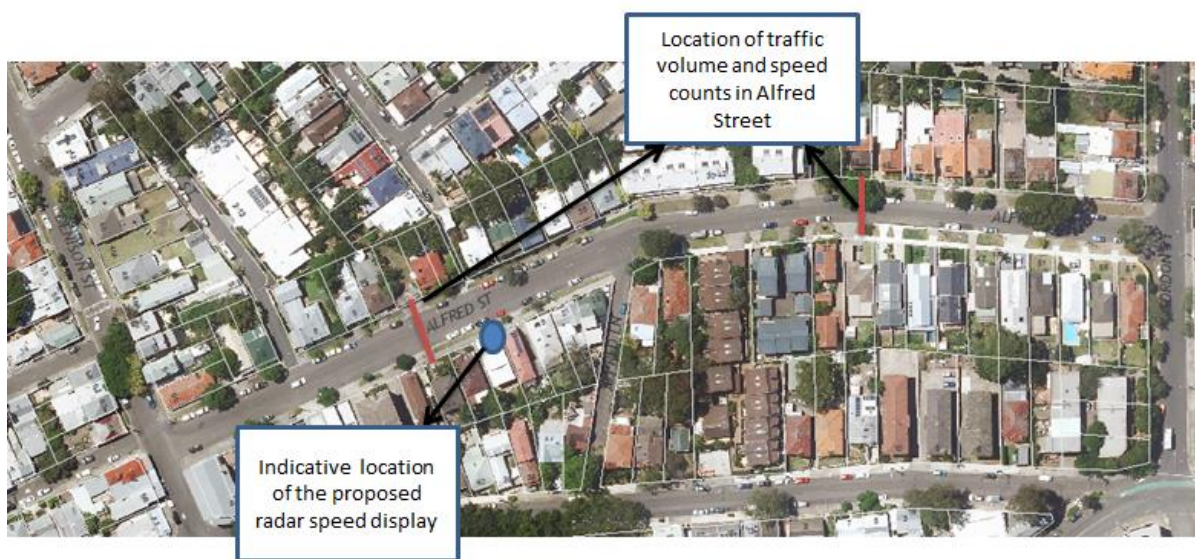 Location of traffic
volume and speed
counts in Alfred
Street
ALFRED ST
GORDON
Indicative location
of the proposed
radar speed display